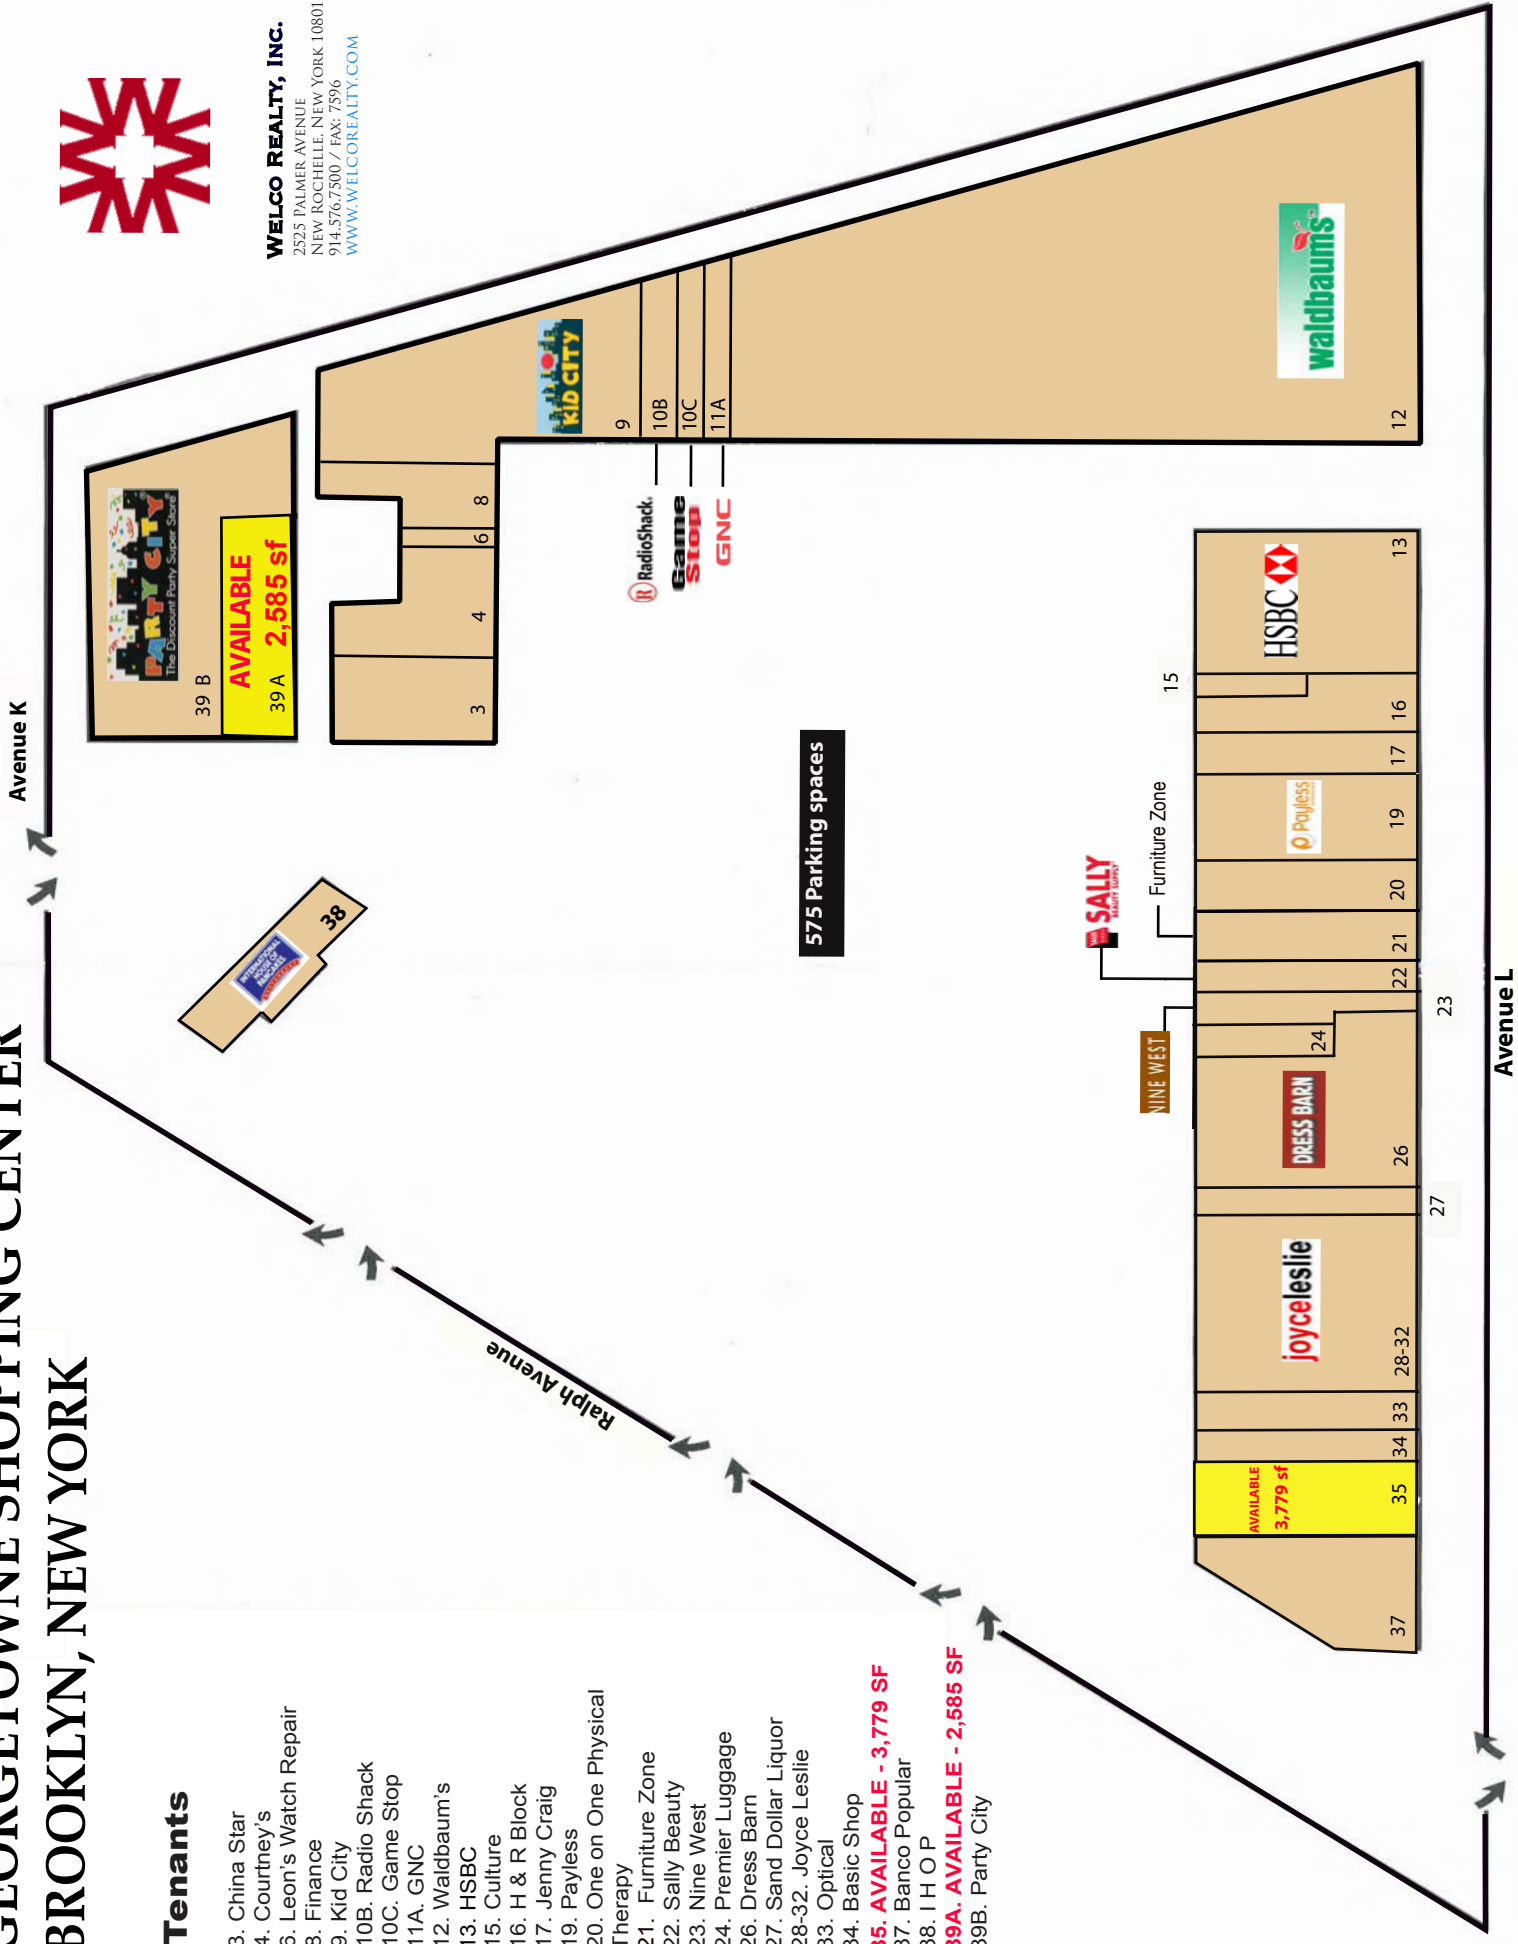 GEORGETOWNE SHOPPING CENTER
BROOKLYN, NEW YORK
WELCO REALTY, INC.
2525 PALMER AVENUE
NEW ROCHELLE, NEW YORK 10801
914.576.7500 / FAX: 7596
WWW.WELCOREALTY.COM
Tenants
3. China Star
4. Courtney's
6. Leon's Watch Repair
8. Finance
9. Kid City
10B. Radio Shack
10C. Game Stop
11A. GNC
12. Waldbaum's
13. HSBC
15. Culture
16. H & R Block
17. Jenny Craig
19. Payless
20. One on One Physical
Therapy
21. Furniture Zone
22. Sally Beauty
23. Nine West
24. Premier Luggage
26. Dress Barn
27. Sand Dollar Liquor
28-32. Joyce Leslie
33. Optical
34. Basic Shop
35. AVAILABLE - 3,779 SF
37. Banco Popular
38. I H O P
39A. AVAILABLE - 2,585 SF
39B. Party City
Avenue K
PARTY CITY
The Discount Party Super Store
39 B
AVAILABLE
2,585 sf
39 A
INTERNATIONAL
HOUSE OF
PANCAKES
RESTAURANT
38
3
4
6
8
KID CITY
9
10B
10C
11A
RadioShack.
Game
Stop
GNC
waldbaums
12
575 Parking spaces
Ralph Avenue
SALLY
BEAUTY SUPPLY
Furniture Zone
NINE WEST
HSBC
13
15
16
17
Payless
19
20
21
22
23
24
DRESS BARN
26
27
joyceleslie
28-32
33
34
AVAILABLE
3,779 sf
35
37
Avenue L